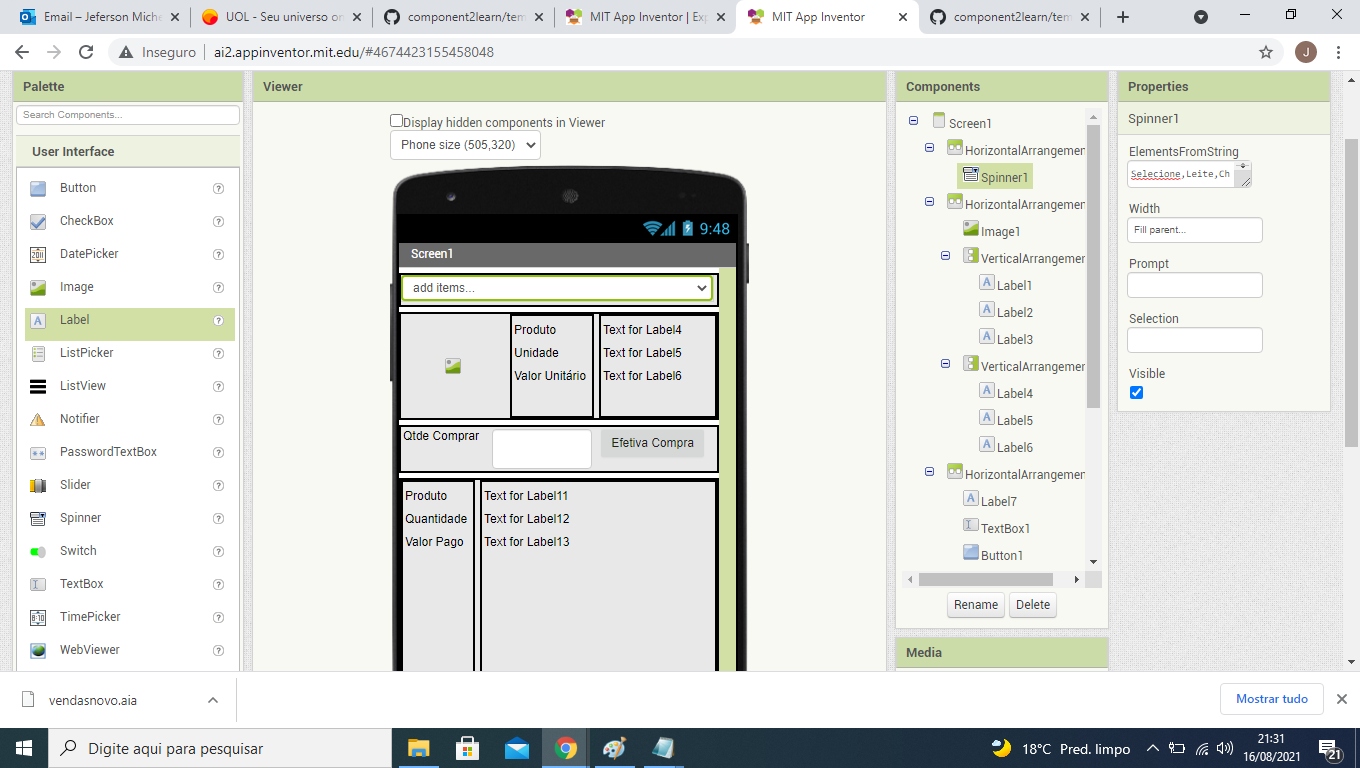 Email – Jeferson Miche
UOL - Seu universo on
component2learn/tem
MIT App Inventor | Exp
MIT App Inventor
component2learn/tem
Inseguro | ai2.appinventor.mit.edu/#4674423155458048
J
Palette
Search Components...
User Interface
Button
CheckBox
DatePicker
Image
Label
ListPicker
ListView
Notifier
PasswordTextBox
Slider
Spinner
Switch
TextBox
TimePicker
WebViewer
Viewer
Display hidden components in Viewer
Phone size (505,320)
9:48
Screen1
add items...
Produto
Unidade
Valor Unitário
Text for Label4
Text for Label5
Text for Label6
Qtde Comprar
Efetiva Compra
Produto
Quantidade
Valor Pago
Text for Label11
Text for Label12
Text for Label13
Components
Screen1
HorizontalArrangemen
Spinner1
HorizontalArrangemen
Image1
VerticalArrangemer
Label1
Label2
Label3
VerticalArrangemer
Label4
Label5
Label6
HorizontalArrangemen
Label7
TextBox1
Button1
Rename
Delete
Media
Properties
Spinner1
ElementsFromString
Selecione,Leite,Ch
Width
Fill parent...
Prompt
Selection
Visible
vendasnovo.aia
Mostrar tudo
Digite aqui para pesquisar
18°C Pred. limpo
21:31
16/08/2021
21